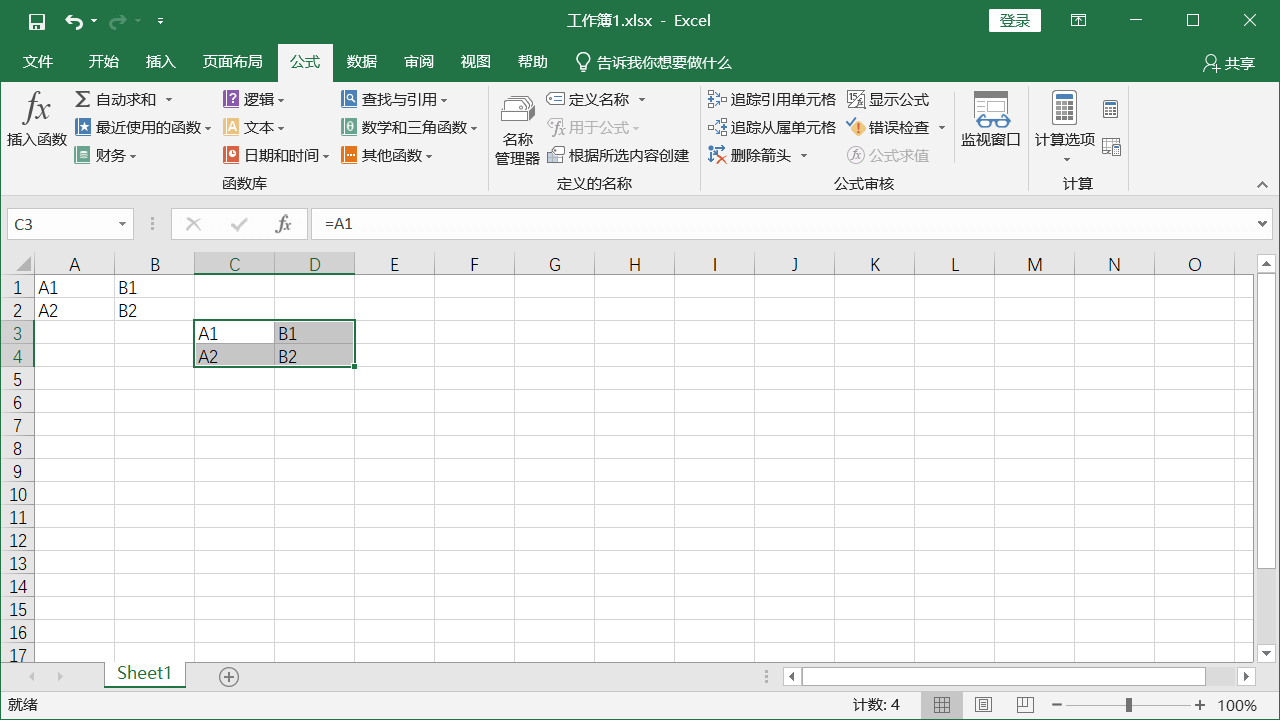 工作簿1.xlsx - Excel
登录
文件 开始 插入 页面布局 公式 数据 审阅 视图 帮助 告诉我你想要做什么 共享
fx 插入函数
Σ 自动求和
最近使用的函数
财务
逻辑
A 文本
日期和时间
查找与引用
θ 数学和三角函数
其他函数
函数库
名称
管理器
定义名称
用于公式
根据所选内容创建
定义的名称
追踪引用单元格
追踪从属单元格
删除箭头
显示公式
错误检查
fx 公式求值
公式审核
监视窗口
计算选项
计算
C3 fx =A1
A B C D E F G H I J K L M N O
1 A1 B1
2 A2 B2
3 A1 B1
4 A2 B2
5
6
7
8
9
10
11
12
13
14
15
16
17
Sheet1
就绪 计数: 4 100%